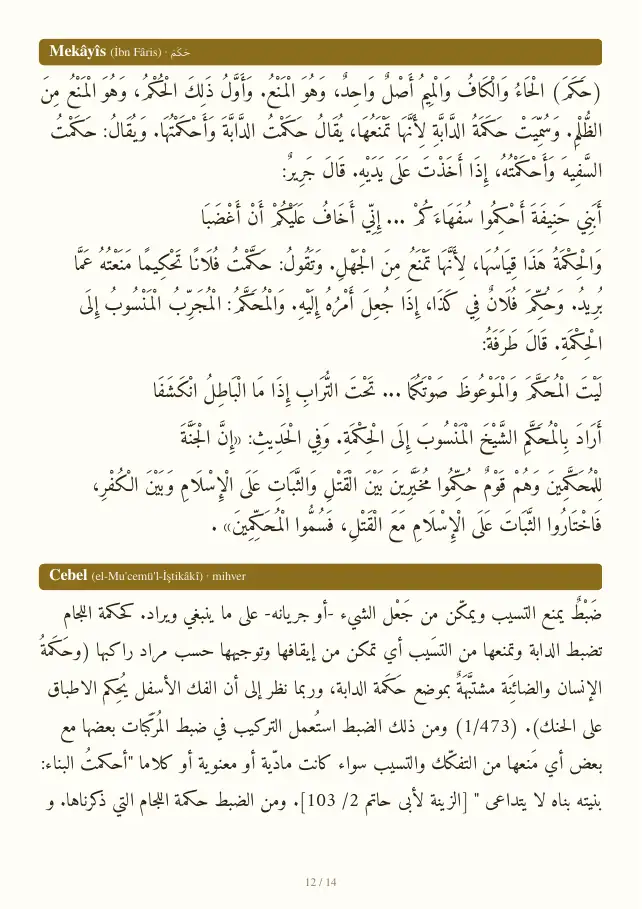 Mekâyîs (İbn Fâris) · حَكَمَ
(حَكَمَ) الْحَاءُ وَالْكَافُ وَالْمِيمُ أَصْلٌ وَاحِدٌ، وَهُوَ الْمَنْعُ. وَأَوَّلُ ذَلِكَ الْحُكْمُ، وَهُوَ الْمَنْعُ مِنَ
الظُّلْمِ. وَسُمِّيَتْ حَكَمَةُ الدَّابَّةِ لِأَنَّهَا تَمْنَعُهَا، يُقَالُ حَكَمْتُ الدَّابَّةَ وَأَحْكَمْتُهَا. وَيُقَالُ: حَكَمْتُ
السَّفِيهَ وَأَحْكَمْتُهُ، إِذَا أَخَذْتَ عَلَى يَدَيْهِ. قَالَ جَرِيرٌ:
أَبَنِي حَنِيفَةَ أَحْكِمُوا سُفَهَاءَكُمْ ... إِنِّي أَخَافُ عَلَيْكُمْ أَنْ أَغْضَبَا
وَالْحِكْمَةُ هَذَا قِيَاسُهَا، لِأَنَّهَا تَمْنَعُ مِنَ الْجَهْلِ. وَتَقُولُ: حَكَّمْتُ فُلَانًا تَحْكِيمًا مَنَعْتُهُ عَمَّا
يُرِيدُ. وَحُكِّمَ فُلَانٌ فِي كَذَا، إِذَا جُعِلَ أَمْرُهُ إِلَيْهِ. وَالْمُحَكَّمُ: الْمُجَرِّبُ الْمَنْسُوبُ إِلَى
الْحِكْمَةِ. قَالَ طَرَفَةُ:
لَيْتَ الْمُحَكَّمَ وَالْمَوْعُوظَ صَوْتَكُمَا ... تَحْتَ التُّرَابِ إِذَا مَا الْبَاطِلُ انْكَشَفَا
أَرَادَ بِالْمُحَكَّمِ الشَّيْخَ الْمَنْسُوبَ إِلَى الْحِكْمَةِ. وَفِي الْحَدِيثِ: «إِنَّ الْجَنَّةَ
لِلْمُحَكَّمِينَ وَهُمْ قَوْمٌ حُكِّمُوا مُخَيَّرِينَ بَيْنَ الْقَتْلِ وَالثَّبَاتِ عَلَى الْإِسْلَامِ وَبَيْنَ الْكُفْرِ،
فَاخْتَارُوا الثَّبَاتَ عَلَى الْإِسْلَامِ مَعَ الْقَتْلِ، فَسُمُّوا الْمُحَكَّمِينَ» .
Cebel (el-Mu'cemü'l-İştikâkî) · mihver
ضَبْطٌ يمنع التسيب ويمكّن من جَعْل الشيء -أو جريانه- على ما ينبغي ويراد. كحكمة اللجام
تضبط الدابة وتمنعها من التسَيب أي تمكن من إيقافها وتوجيهها حسب مراد راكبها (وحَكَمةُ
الإنسان والضائِنَة مشتبَّهَةٌ بموضع حَكَمة الدابة، وربما نظر إلى أن الفك الأسفل يُحِكم الاطباق
على الحنك). (1/473) ومن ذلك الضبط استُعمل التركيب في ضبط المُرَكَبات بعضها مع
بعض أي مَنعها من التفكّك والتسيب سواء كانت مادّية أو معنوية أو كلاما "أحكمتُ البناء:
بنيته بناه لا يتداعى " [الزينة لأبى حاتم 2/ 103]. ومن الضبط حكمة اللجام التي ذكرناها. و
12 / 14